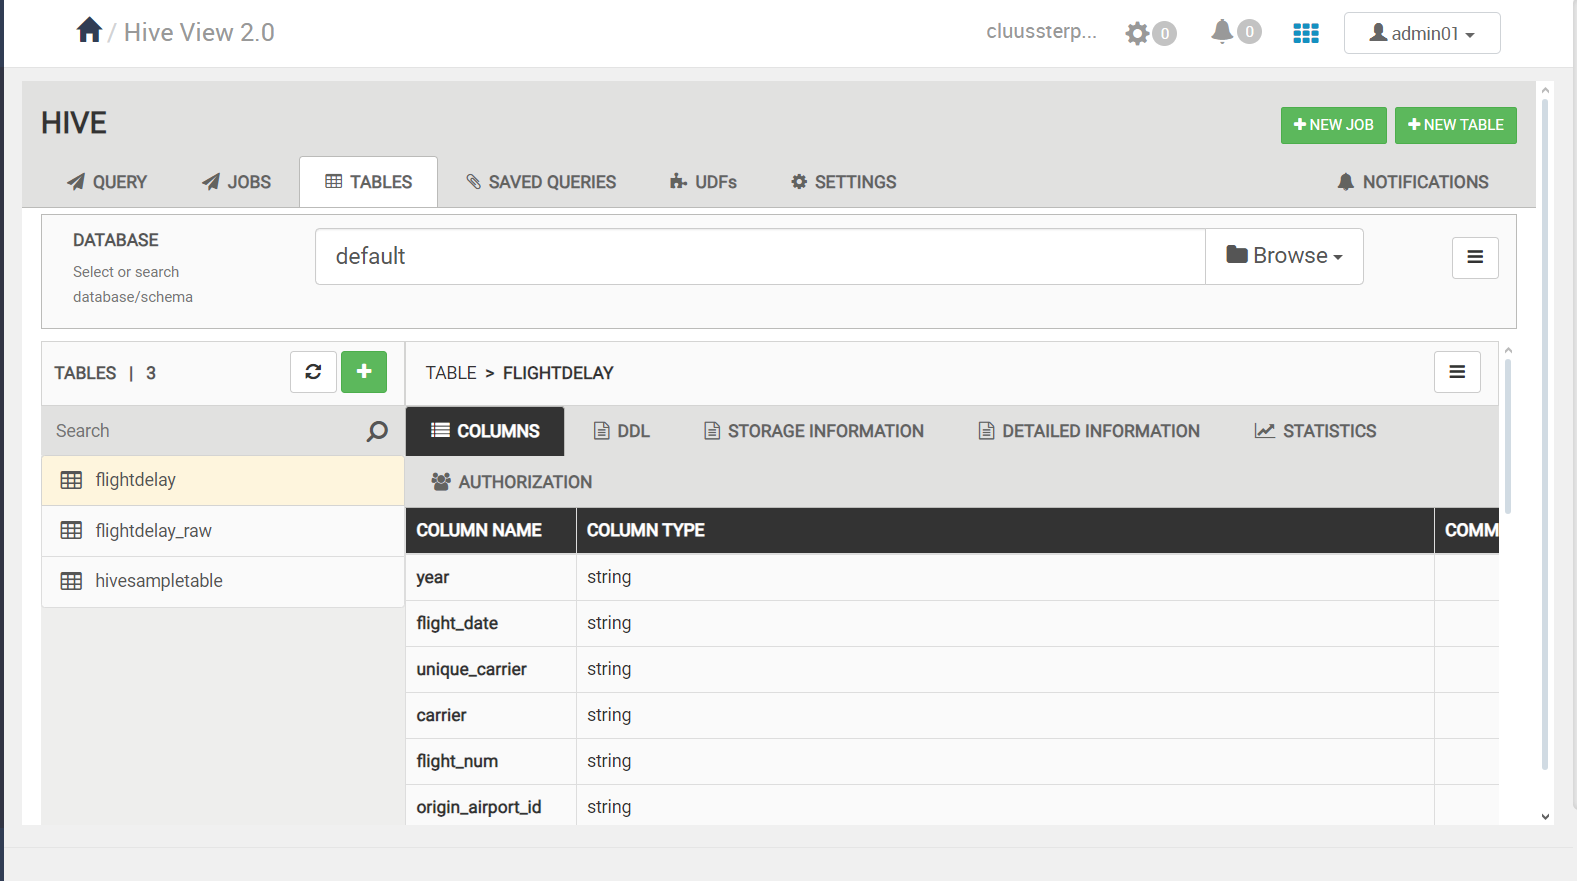 / Hive View 2.0
cluussterp...
0
0
admin01
HIVE
NEW JOB
NEW TABLE
QUERY
JOBS
TABLES
SAVED QUERIES
UDFs
SETTINGS
NOTIFICATIONS
DATABASE
Select or search
database/schema
default
Browse
TABLES | 3
TABLE > FLIGHTDELAY
Search
COLUMNS
DDL
STORAGE INFORMATION
DETAILED INFORMATION
STATISTICS
AUTHORIZATION
flightdelay
flightdelay_raw
hivesampletable
COLUMN NAME
COLUMN TYPE
COMM
year
string
flight_date
string
unique_carrier
string
carrier
string
flight_num
string
origin_airport_id
string